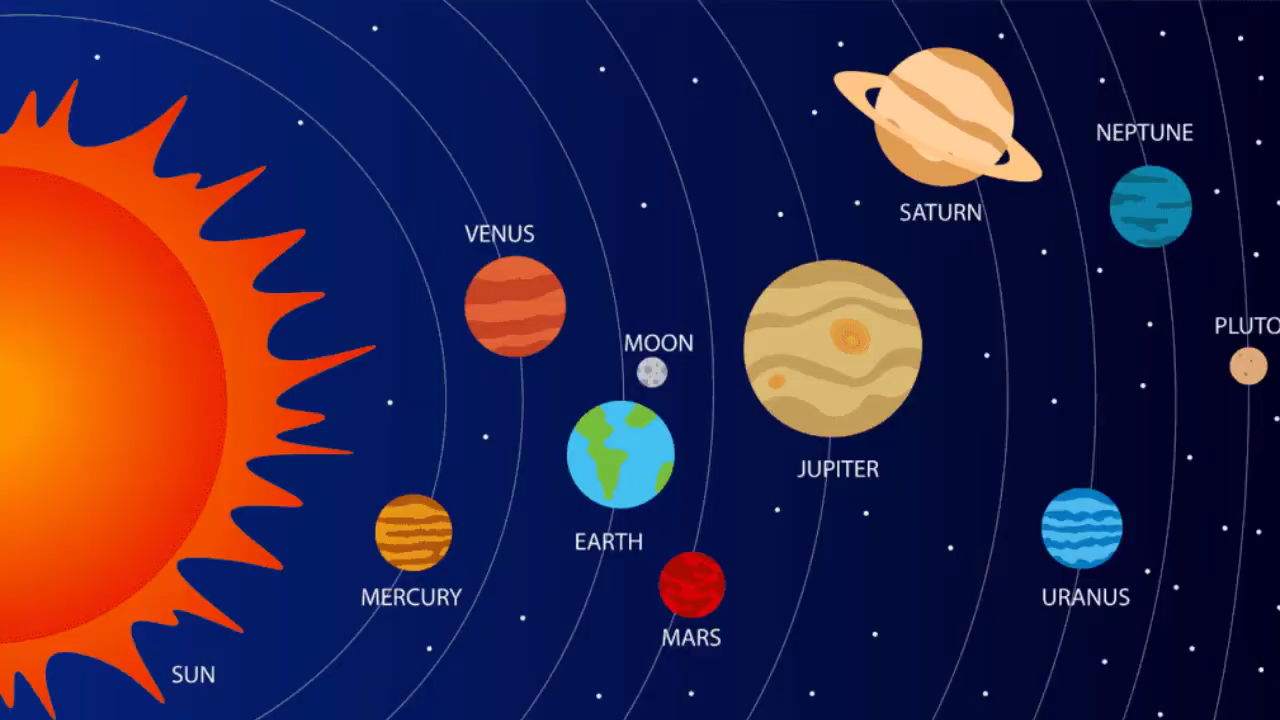 SUN
MERCURY
VENUS
MOON
EARTH
MARS
JUPITER
SATURN
URANUS
NEPTUNE
PLUTO